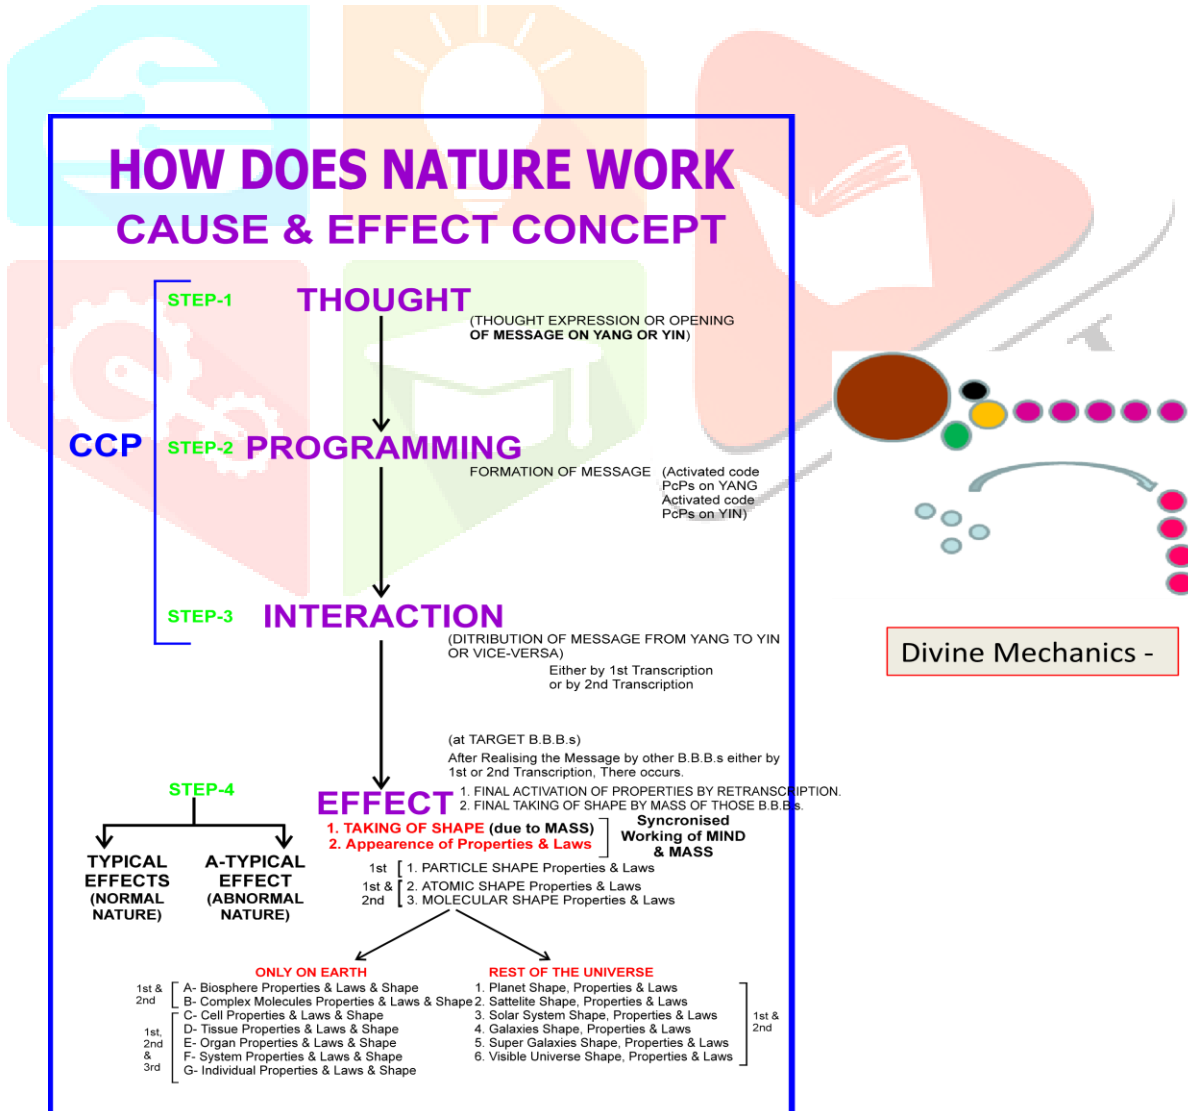 HOW DOES NATURE WORK
CAUSE & EFFECT CONCEPT
STEP-1
THOUGHT
(THOUGHT EXPRESSION OR OPENING
OF MESSAGE ON YANG OR YIN)
CCP
STEP-2
PROGRAMMING
FORMATION OF MESSAGE (Activated code
PcPs on YANG
Activated code
PcPs on YIN)
STEP-3
INTERACTION
(DITRIBUTION OF MESSAGE FROM YANG TO YIN
OR VICE-VERSA)
Either by 1st Transcription
or by 2nd Transcription
Divine Mechanics -
(at TARGET B.B.B.s)
After Realising the Message by other B.B.B.s either by
1st or 2nd Transcription, There occurs.
STEP-4
EFFECT
1. FINAL ACTIVATION OF PROPERTIES BY RETRANSCRIPTION.
2. FINAL TAKING OF SHAPE BY MASS OF THOSE B.B.B's.
1. TAKING OF SHAPE (due to MASS)
2. Appearence of Properties & Laws
Syncronised
Working of MIND
& MASS
TYPICAL
EFFECTS
(NORMAL
NATURE)
A-TYPICAL
EFFECT
(ABNORMAL
NATURE)
1st
1. PARTICLE SHAPE Properties & Laws
1st &
2nd
2. ATOMIC SHAPE Properties & Laws
3. MOLECULAR SHAPE Properties & Laws
ONLY ON EARTH
1st &
2nd
A- Biosphere Properties & Laws & Shape
B- Complex Molecules Properties & Laws & Shape
1st,
2nd
&
3rd
C- Cell Properties & Laws & Shape
D- Tissue Properties & Laws & Shape
E- Organ Properties & Laws & Shape
F- System Properties & Laws & Shape
G- Individual Properties & Laws & Shape
REST OF THE UNIVERSE
1. Planet Shape, Properties & Laws
2. Sattelite Shape, Properties & Laws
3. Solar System Shape, Properties & Laws
4. Galaxies Shape, Properties & Laws
5. Super Galaxies Shape, Properties & Laws
6. Visible Universe Shape, Properties & Laws
1st &
2nd